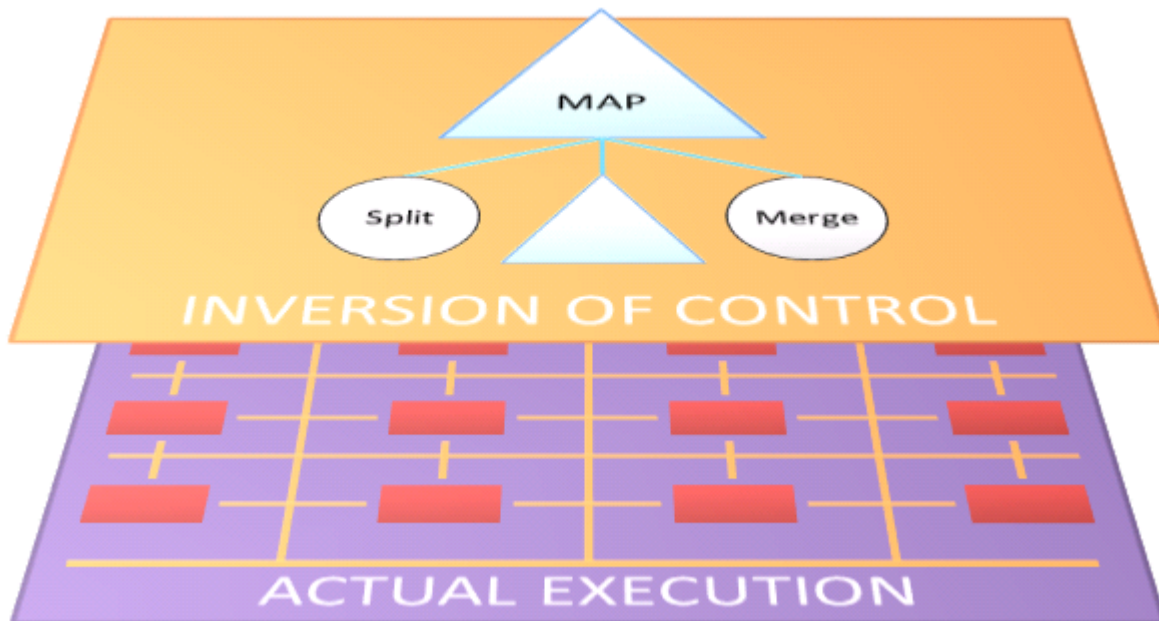 MAP
Split
Merge
INVERSION OF CONTROL
ACTUAL EXECUTION